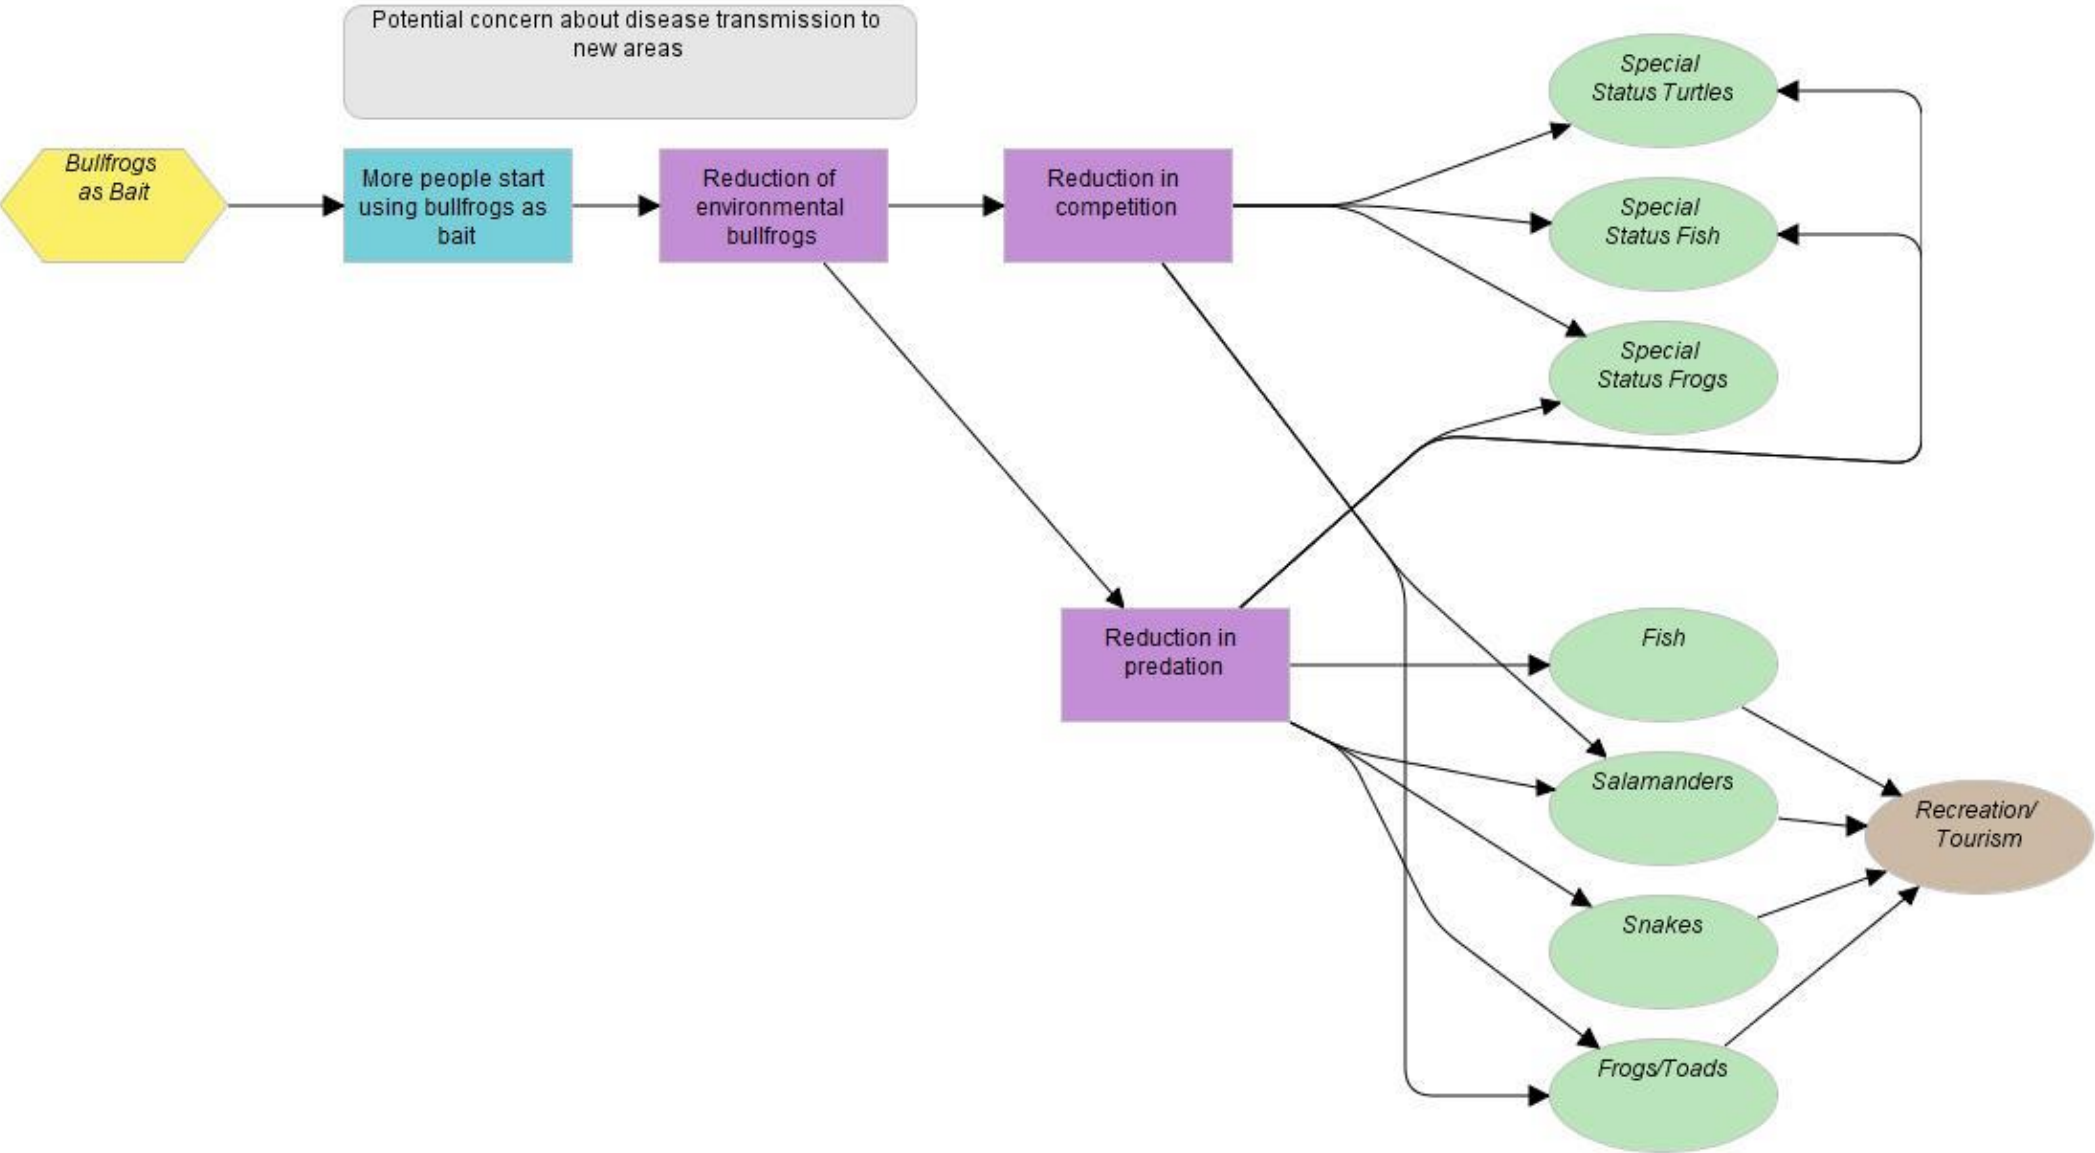 Potential concern about disease transmission to
new areas
Bullfrogs
as Bait
More people start
using bullfrogs as
bait
Reduction of
environmental
bullfrogs
Reduction in
competition
Special
Status Turtles
Special
Status Fish
Special
Status Frogs
Reduction in
predation
Fish
Salamanders
Snakes
Frogs/Toads
Recreation/
Tourism